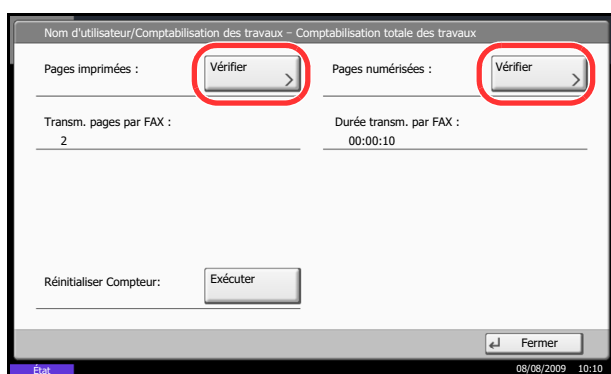 Nom d'utilisateur/Comptabilisation des travaux – Comptabilisation totale des travaux
Pages imprimées : Vérifier Pages numérisées : Vérifier
Transm. pages par FAX : Durée transm. par FAX :
2 00:00:10
Réinitialiser Compteur: Exécuter
Fermer
État 08/08/2009 10:10